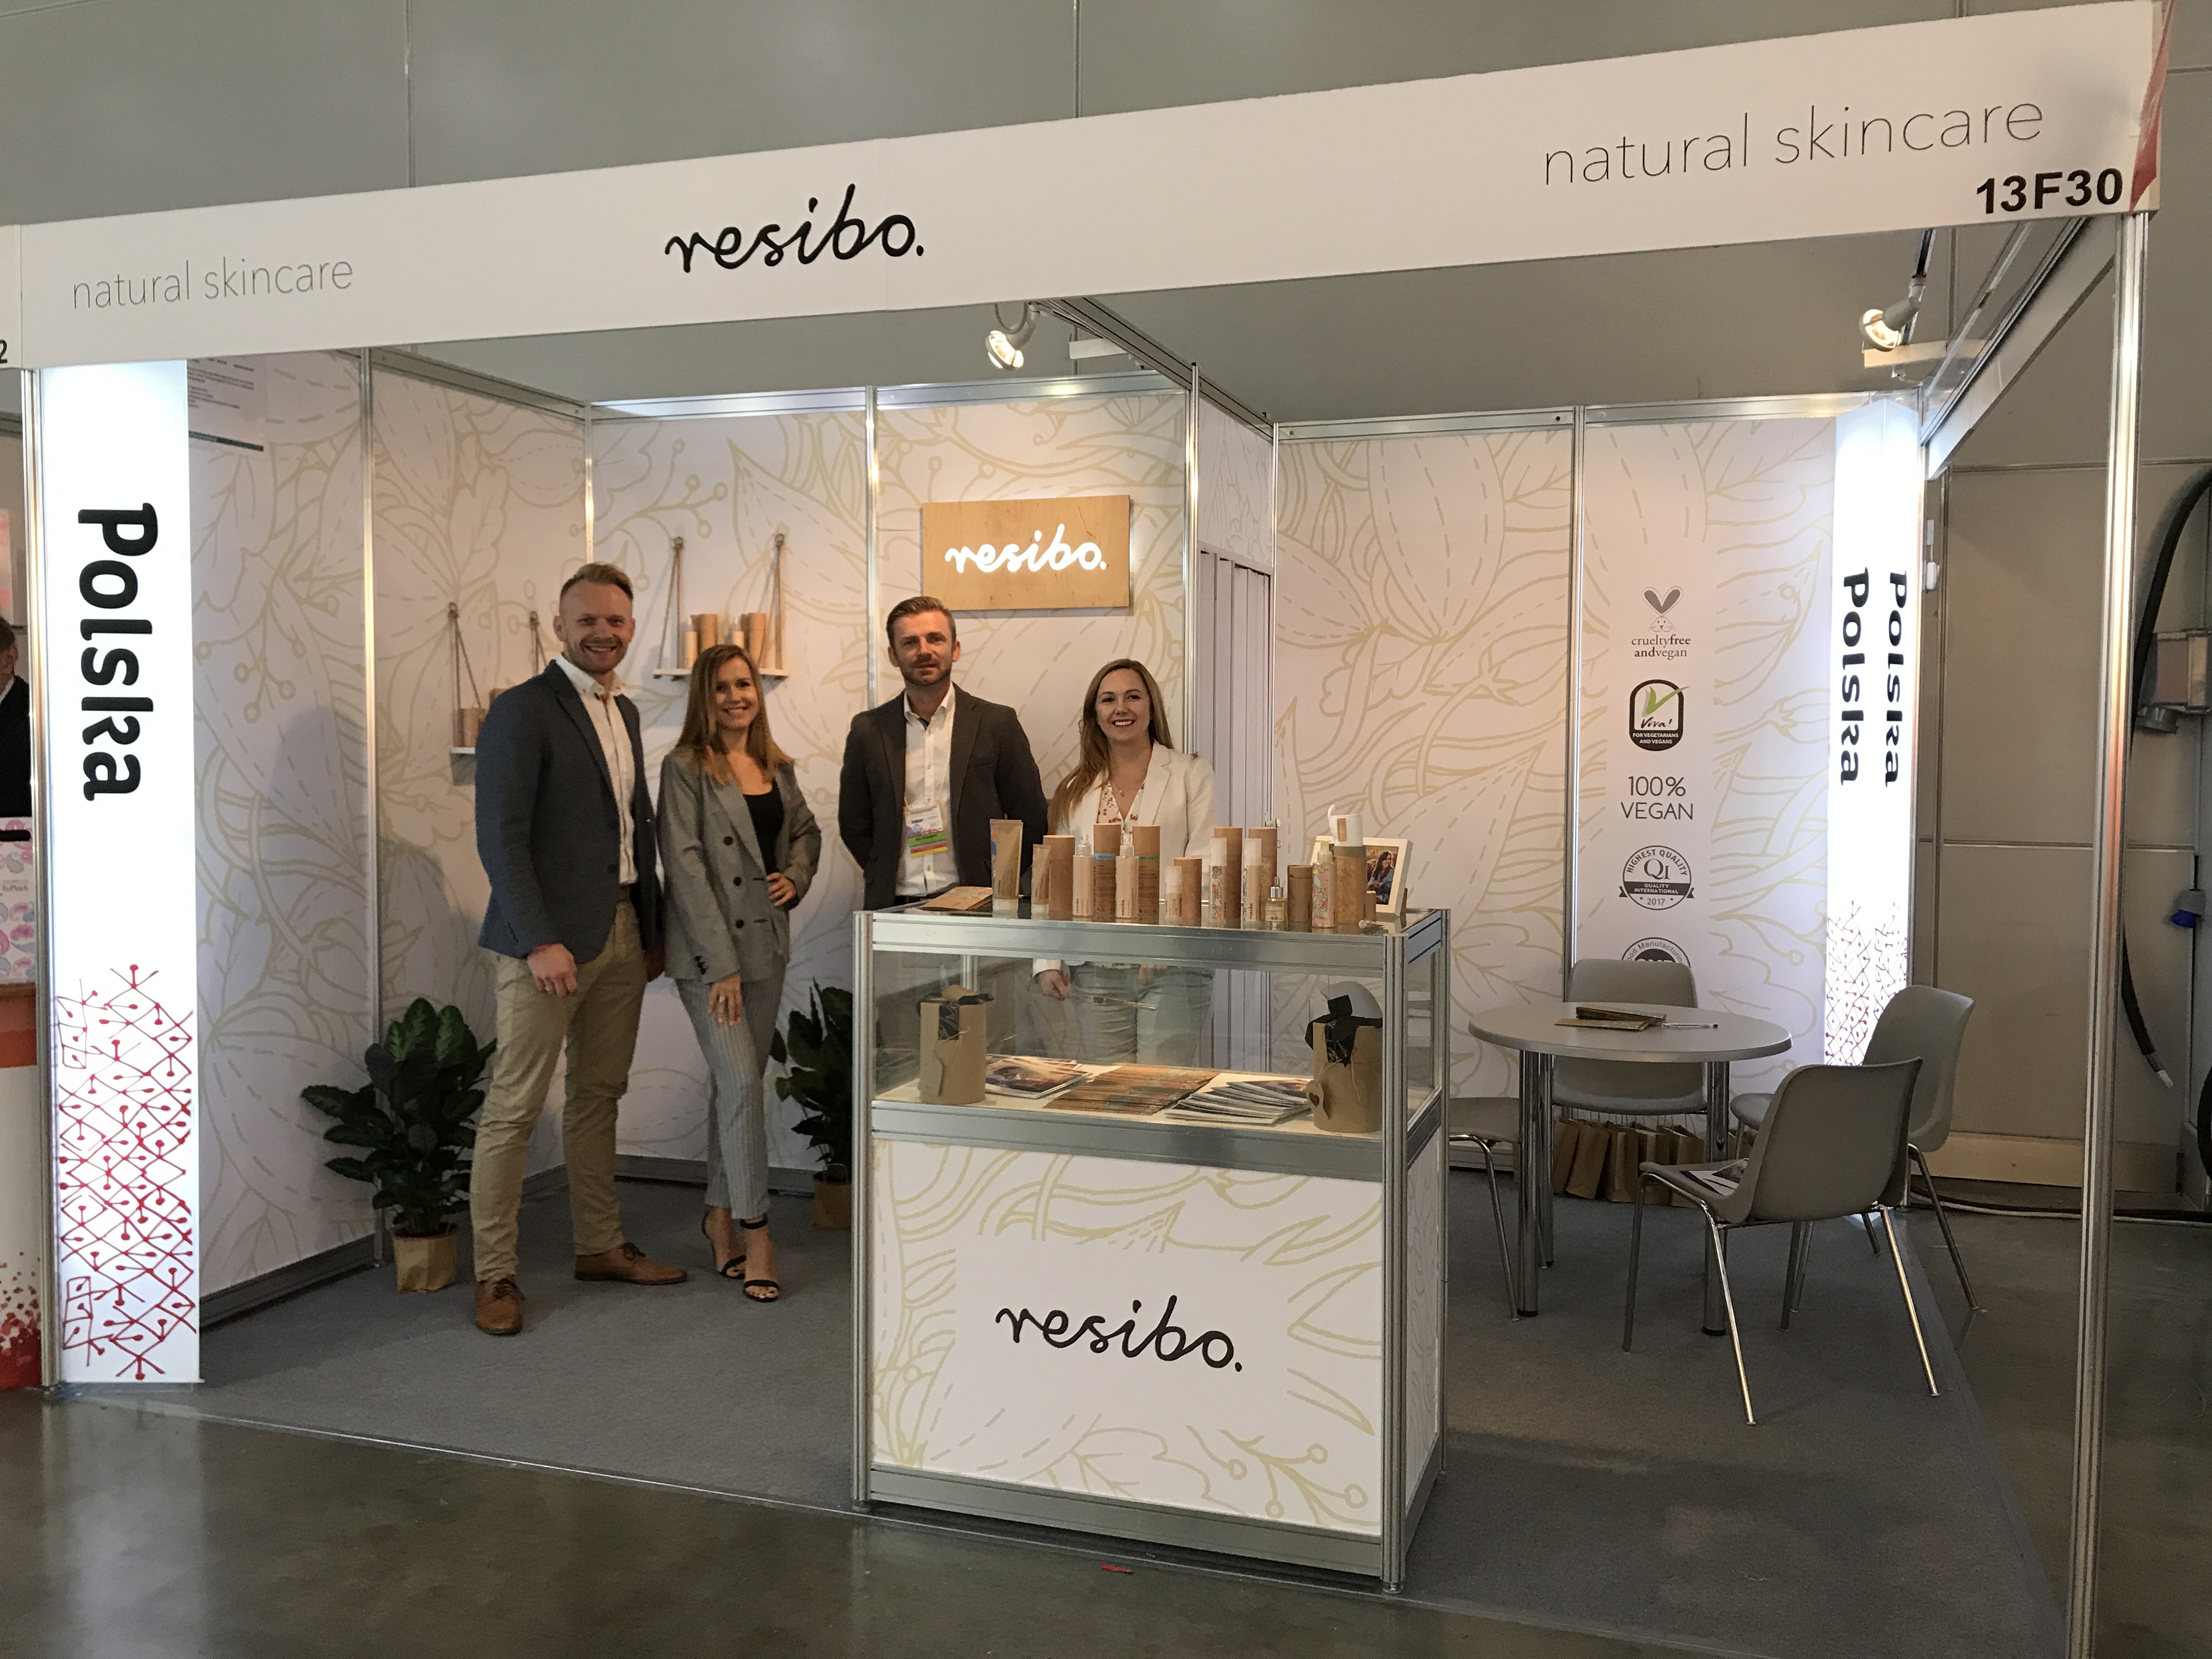 natural skincare
resibo.
natural skincare
13F30
2
Polska
resibo.
crueltyfree
andvegan
Viva!
FOR VEGETARIANS
AND VEGANS
100%
VEGAN
HIGHEST QUALITY
QI
QUALITY
INTERNATIONAL
2017
Polska
Polska
resibo.